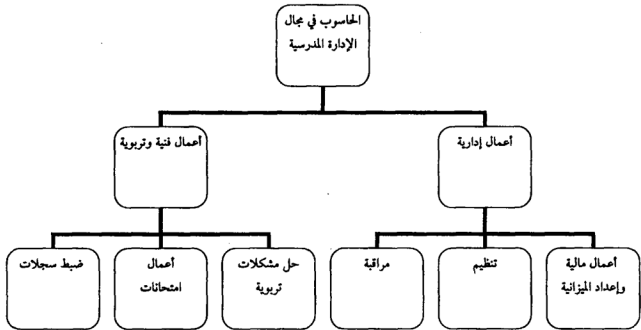 الحاسوب في مجال
الإدارة المدرسية
أعمال إدارية
أعمال فنية وتربوية
أعمال مالية
وإعداد الميزانية
تنظيم
مراقبة
حل مشكلات
تربوية
أعمال
امتحانات
ضبط سجلات